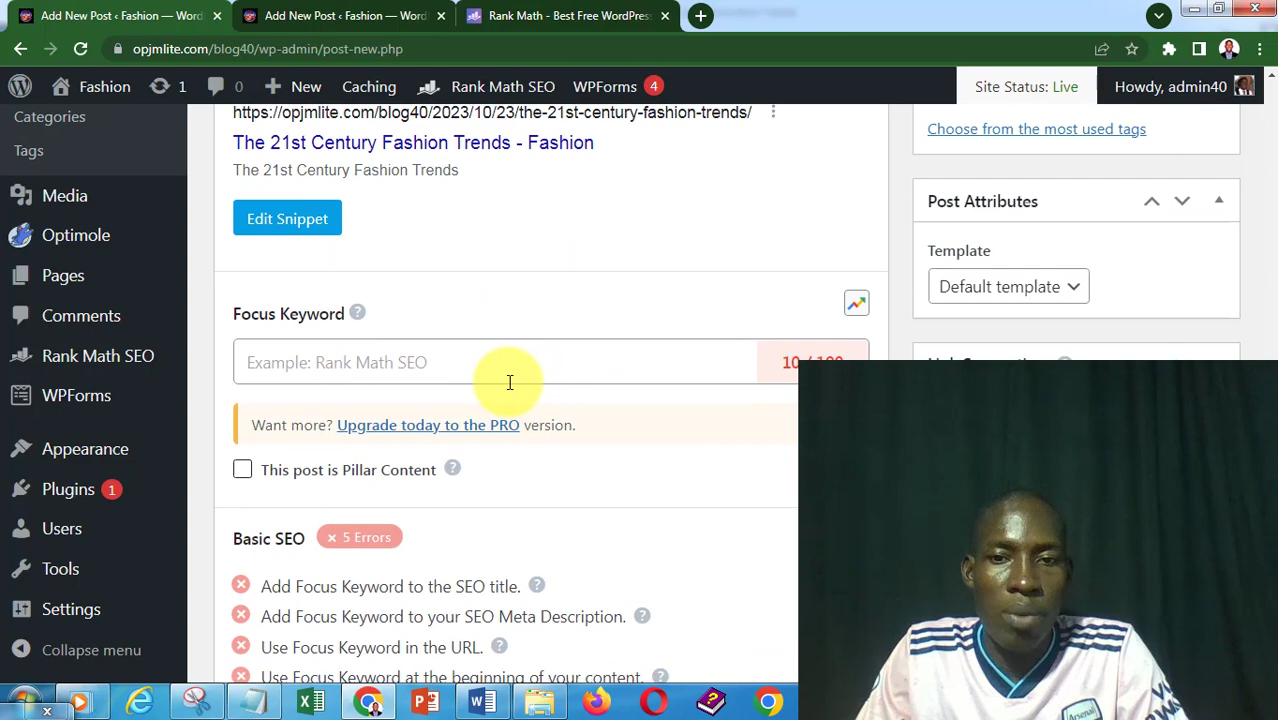 Add New Post ‹ Fashion — Word
Add New Post ‹ Fashion — Word
Rank Math - Best Free WordPress
opjmlite.com/blog40/wp-admin/post-new.php
Fashion
1
0
New
Caching
Rank Math SEO
WPForms
4
Site Status: Live
Howdy, admin40
Categories
Tags
Media
Optimole
Pages
Comments
Rank Math SEO
WPForms
Appearance
Plugins
1
Users
Tools
Settings
Collapse menu
https://opjmlite.com/blog40/2023/10/23/the-21st-century-fashion-trends/
The 21st Century Fashion Trends - Fashion
The 21st Century Fashion Trends
Edit Snippet
Focus Keyword
Example: Rank Math SEO
10 / 100
Want more? Upgrade today to the PRO version.
This post is Pillar Content
Basic SEO
× 5 Errors
Add Focus Keyword to the SEO title.
Add Focus Keyword to your SEO Meta Description.
Use Focus Keyword in the URL.
Use Focus Keyword at the beginning of your content.
Choose from the most used tags
Post Attributes
Template
Default template
Arsenal